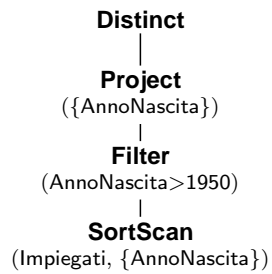 Distinct
Project
({AnnoNascita})
Filter
(AnnoNascita>1950)
SortScan
(Impiegati, {AnnoNascita})